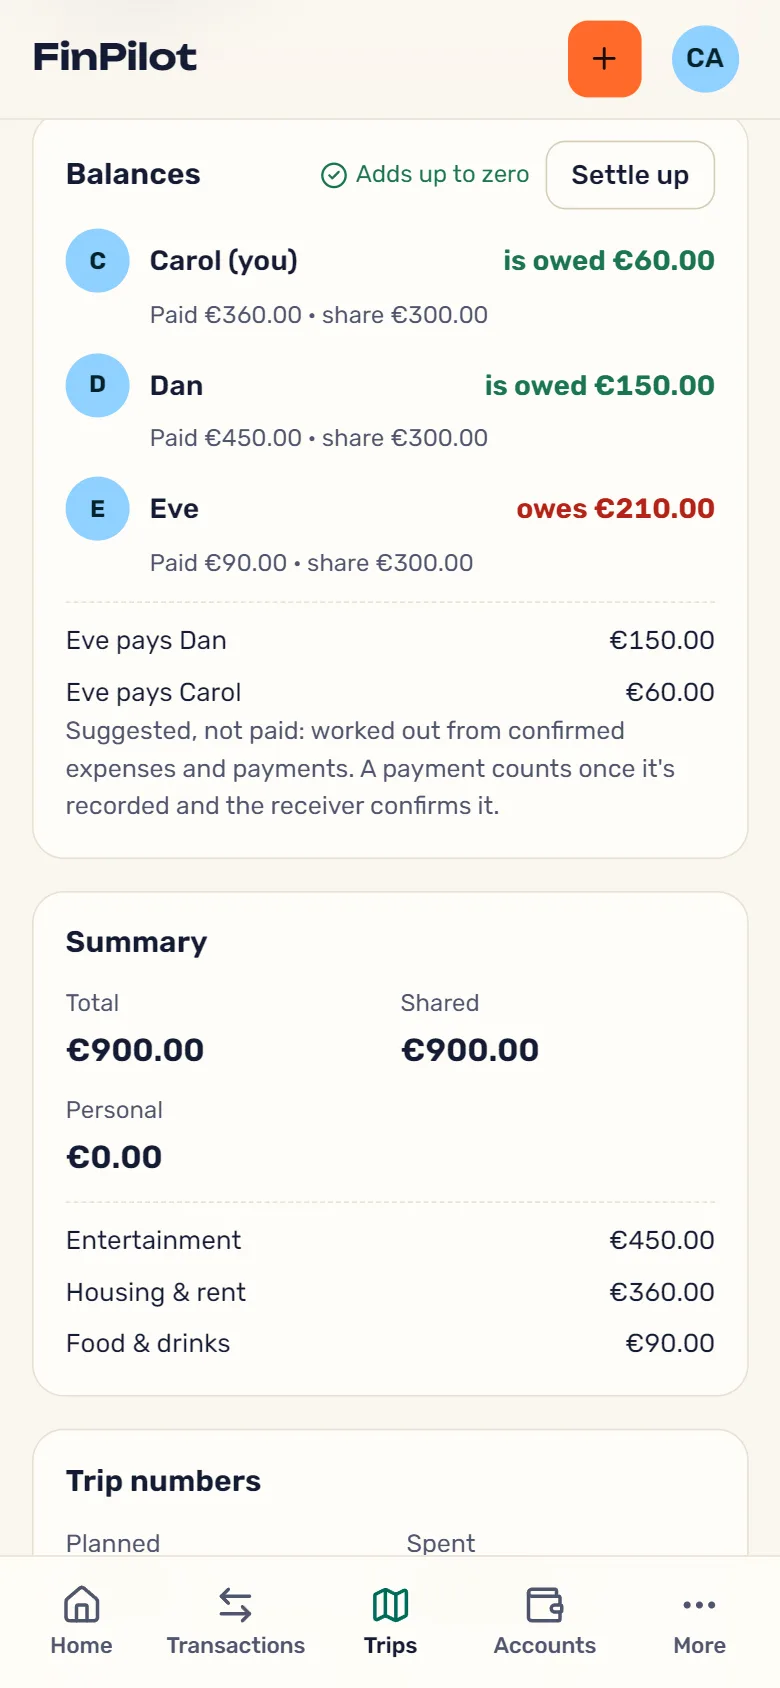 FinPilot
+
CA
Balances
Adds up to zero
Settle up
C
Carol (you)
is owed €60.00
Paid €360.00 • share €300.00
D
Dan
is owed €150.00
Paid €450.00 • share €300.00
E
Eve
owes €210.00
Paid €90.00 • share €300.00
Eve pays Dan
€150.00
Eve pays Carol
€60.00
Suggested, not paid: worked out from confirmed
expenses and payments. A payment counts once it's
recorded and the receiver confirms it.
Summary
Total
Shared
€900.00
€900.00
Personal
€0.00
Entertainment
€450.00
Housing & rent
€360.00
Food & drinks
€90.00
Trip numbers
Planned
Spent
Home
Transactions
Trips
Accounts
More